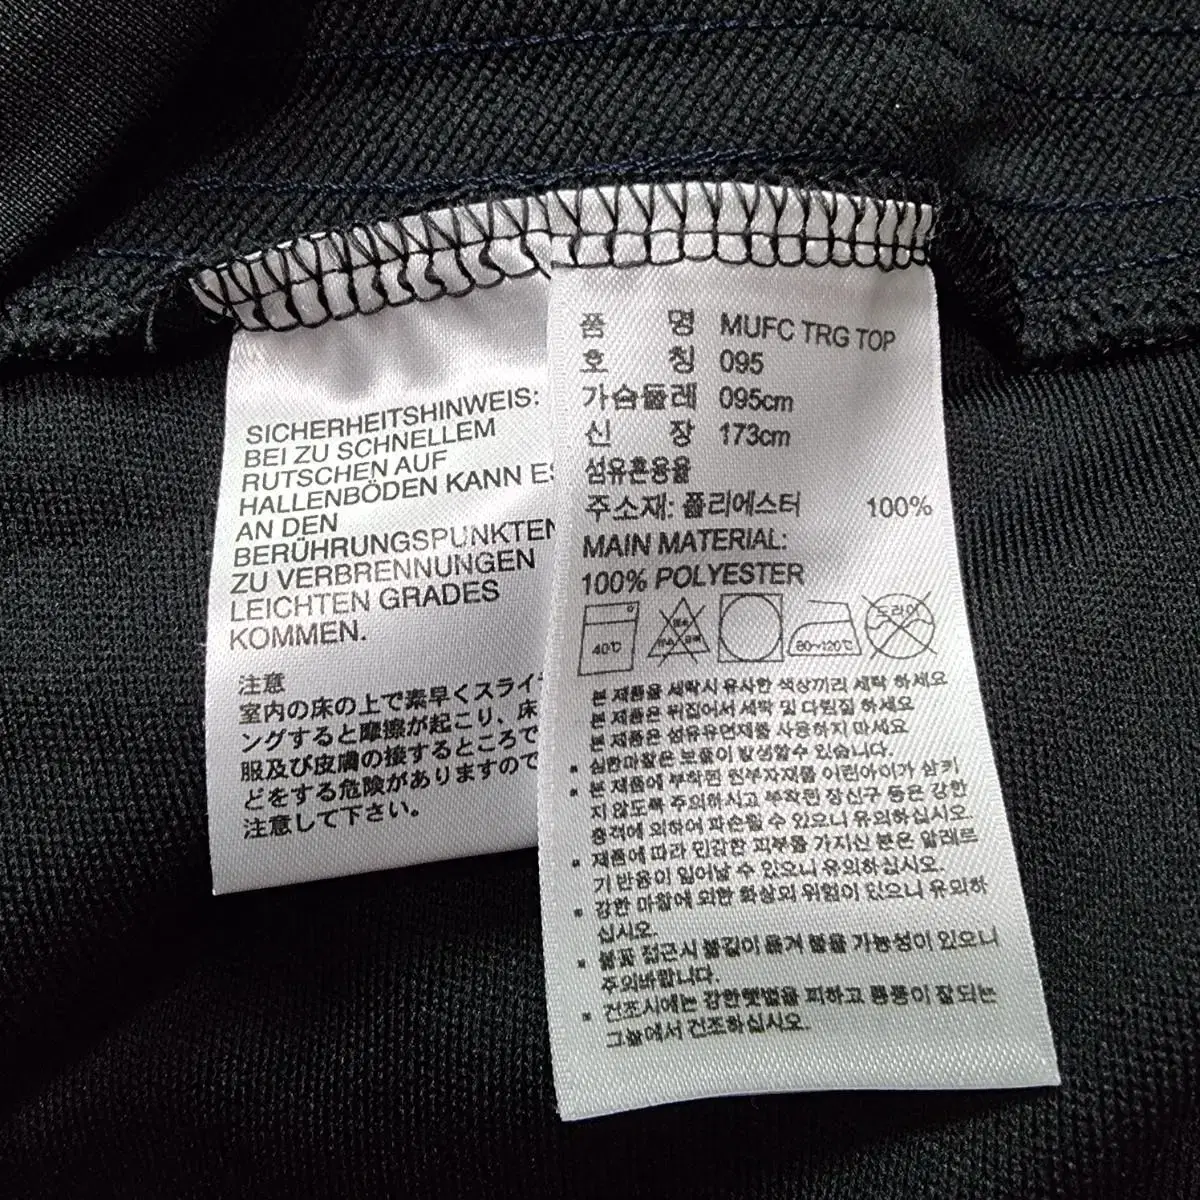 SICHERHEITSHINWEIS:
BEI ZU SCHNELLEM
RUTSCHEN AUF
HALLENBÖDEN KANN ES
AN DEN
BERÜHRUNGSPUNKTEN
ZU VERBRENNUNGEN
LEICHTEN GRADES
KOMMEN.
注意
室内の床の上で素早くスライ
ングすると摩擦が起こり、床
服及び皮膚の接するところで
どをする危険がありますので
注意して下さい。
품 명 MUFC TRG TOP
호 칭 095
가슴둘레 095cm
신 장 173cm
섬유혼용율
주소재: 폴리에스터 100%
MAIN MATERIAL:
100% POLYESTER
40℃
80~120℃
드라이
본 제품을 세탁시 유사한 색상끼리 세탁 하세요
본 제품은 뒤집어서 세탁 및 다림질 하세요
본 제품은 섬유유연제를 사용하지 마세요
▪ 심한마찰은 보풀이 발생할수 있습니다.
▪ 본 제품에 부착된 원부자재를 어린아이가 삼키
지 않도록 주의하시고 부착된 장신구 등은 강한
충격에 의하여 파손될 수 있으니 유의하십시오.
▪ 제품에 따라 민감한 피부를 가지신 분은 알레르
기 반응이 일어날 수 있으니 유의하십시오.
▪ 강한 마찰에 의한 화상의 위험이 있으니 유의하
십시오.
▪ 불꽃 접근시 불길이 옮겨 붙을 가능성이 있으니
주의바랍니다.
▪ 건조시에는 강한햇볕을 피하고 통풍이 잘되는
그늘에서 건조하십시오.